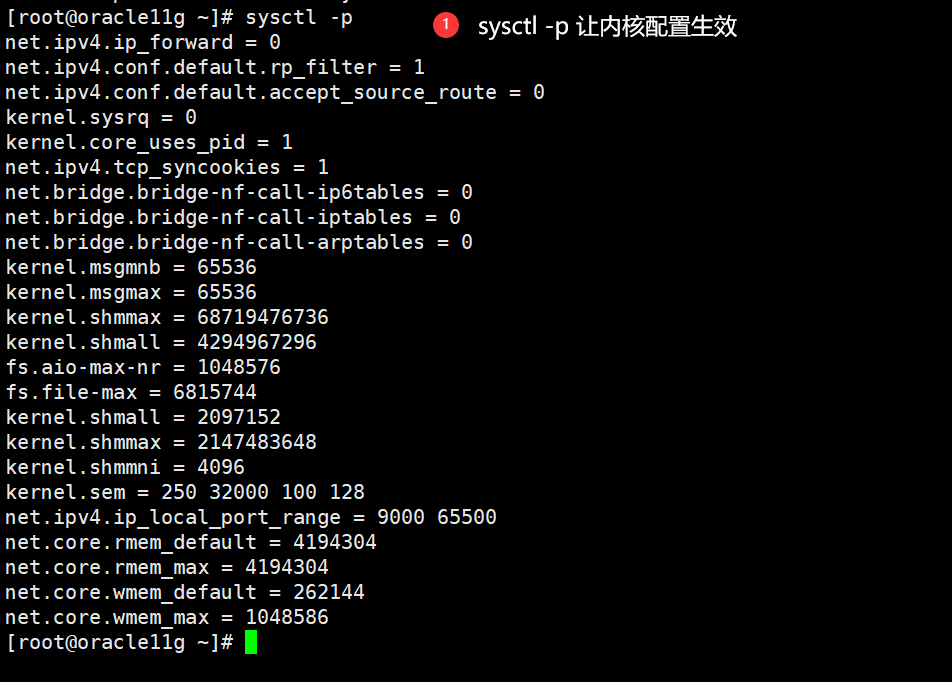 [root@oracle11g ~]# sysctl -p
1 sysctl -p 让内核配置生效
net.ipv4.ip_forward = 0
net.ipv4.conf.default.rp_filter = 1
net.ipv4.conf.default.accept_source_route = 0
kernel.sysrq = 0
kernel.core_uses_pid = 1
net.ipv4.tcp_syncookies = 1
net.bridge.bridge-nf-call-ip6tables = 0
net.bridge.bridge-nf-call-iptables = 0
net.bridge.bridge-nf-call-arptables = 0
kernel.msgmnb = 65536
kernel.msgmax = 65536
kernel.shmmax = 68719476736
kernel.shmall = 4294967296
fs.aio-max-nr = 1048576
fs.file-max = 6815744
kernel.shmall = 2097152
kernel.shmmax = 2147483648
kernel.shmmni = 4096
kernel.sem = 250 32000 100 128
net.ipv4.ip_local_port_range = 9000 65500
net.core.rmem_default = 4194304
net.core.rmem_max = 4194304
net.core.wmem_default = 262144
net.core.wmem_max = 1048586
[root@oracle11g ~]#